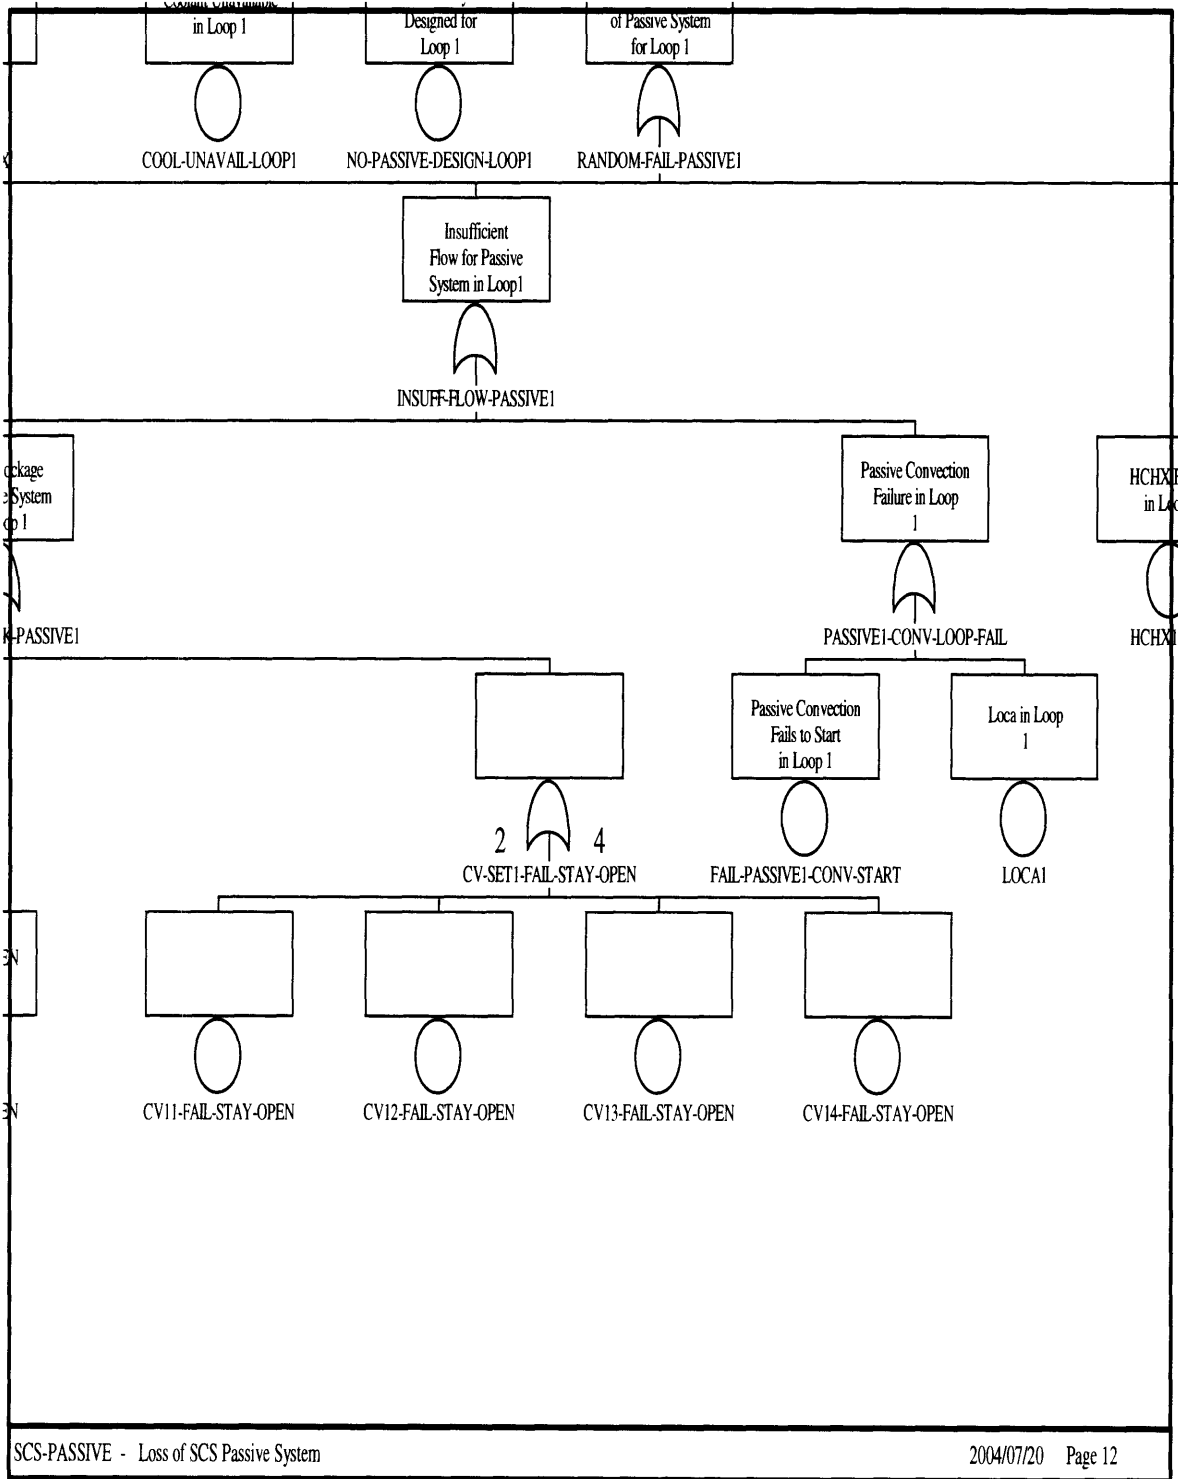 in Loop 1
Designed for
Loop 1
of Passive System
for Loop 1
COOL-UNAVAIL-LOOP1
NO-PASSIVE-DESIGN-LOOP1
RANDOM-FAIL-PASSIVE1
Insufficient
Flow for Passive
System in Loop1
INSUFF-FLOW-PASSIVE1
System
Passive Convection
Failure in Loop
1
HCHX
in
-PASSIVE1
PASSIVE1-CONV-LOOP-FAIL
HCHX1
Passive Convection
Fails to Start
in Loop 1
Loca in Loop
1
2 4
CV-SET1-FAIL-STAY-OPEN
FAIL-PASSIVE1-CONV-START
LOCA1
CV11-FAIL-STAY-OPEN
CV12-FAIL-STAY-OPEN
CV13-FAIL-STAY-OPEN
CV14-FAIL-STAY-OPEN
SCS-PASSIVE - Loss of SCS Passive System
2004/07/20 Page 12